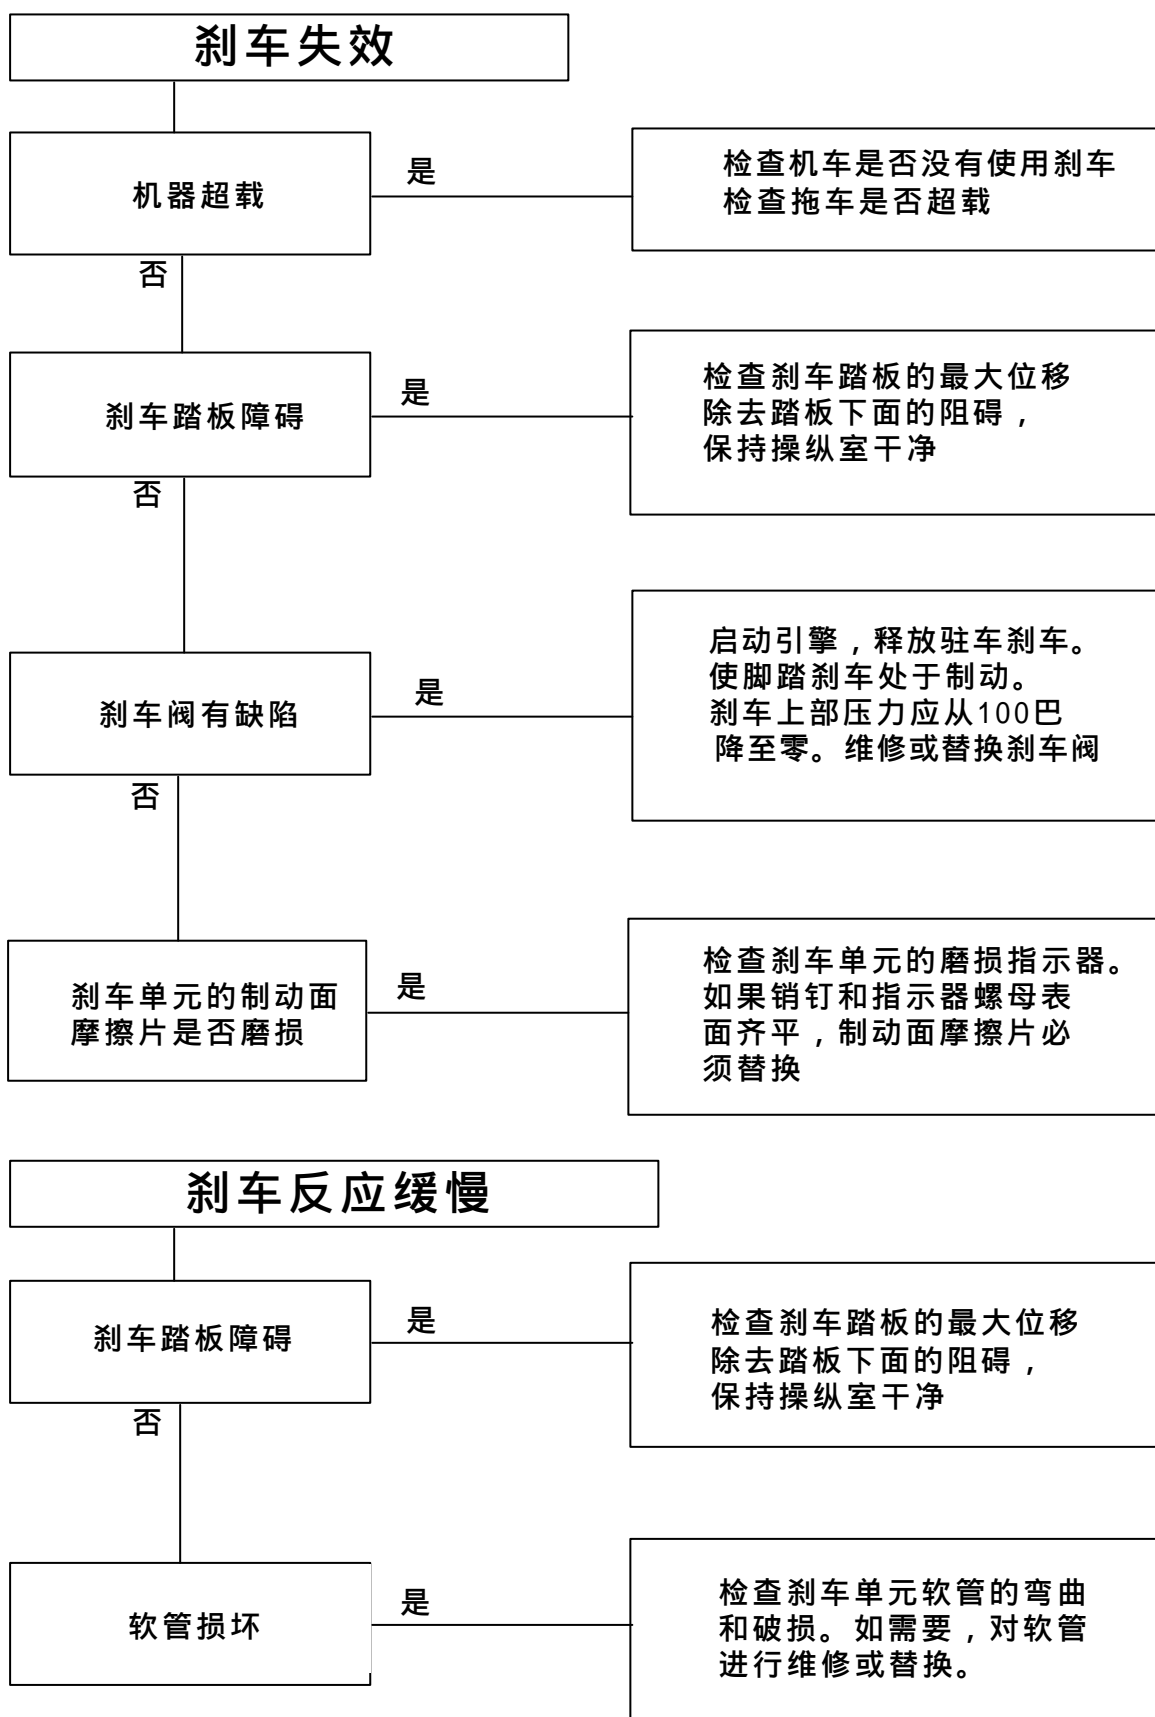 刹车失效
机器超载
是
检查机车是否没有使用刹车
检查拖车是否超载
否
刹车踏板障碍
是
检查刹车踏板的最大位移
除去踏板下面的阻碍，
保持操纵室干净
否
刹车阀有缺陷
是
启动引擎，释放驻车刹车。
使脚踏刹车处于制动。
刹车上部压力应从100巴
降至零。维修或替换刹车阀
否
刹车单元的制动面
摩擦片是否磨损
是
检查刹车单元的磨损指示器。
如果销钉和指示器螺母表
面齐平，制动面摩擦片必
须替换
刹车反应缓慢
刹车踏板障碍
是
检查刹车踏板的最大位移
除去踏板下面的阻碍，
保持操纵室干净
否
软管损坏
是
检查刹车单元软管的弯曲
和破损。如需要，对软管
进行维修或替换。